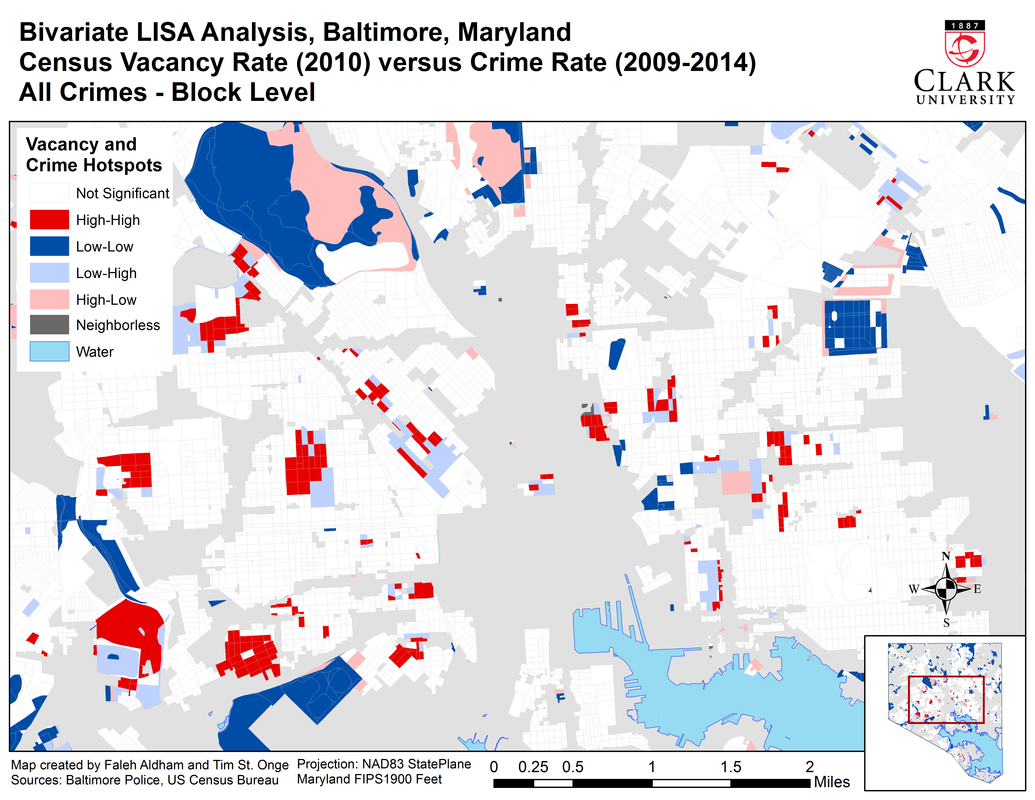 Bivariate LISA Analysis, Baltimore, Maryland
Census Vacancy Rate (2010) versus Crime Rate (2009-2014)
All Crimes - Block Level
1887
CLARK
UNIVERSITY
Vacancy and
Crime Hotspots
Not Significant
High-High
Low-Low
Low-High
High-Low
Neighborless
Water
N
W
E
S
Map created by Faleh Aldham and Tim St. Onge
Sources: Baltimore Police, US Census Bureau
Projection: NAD83 StatePlane
Maryland FIPS1900 Feet
0 0.25 0.5 1 1.5 2
Miles